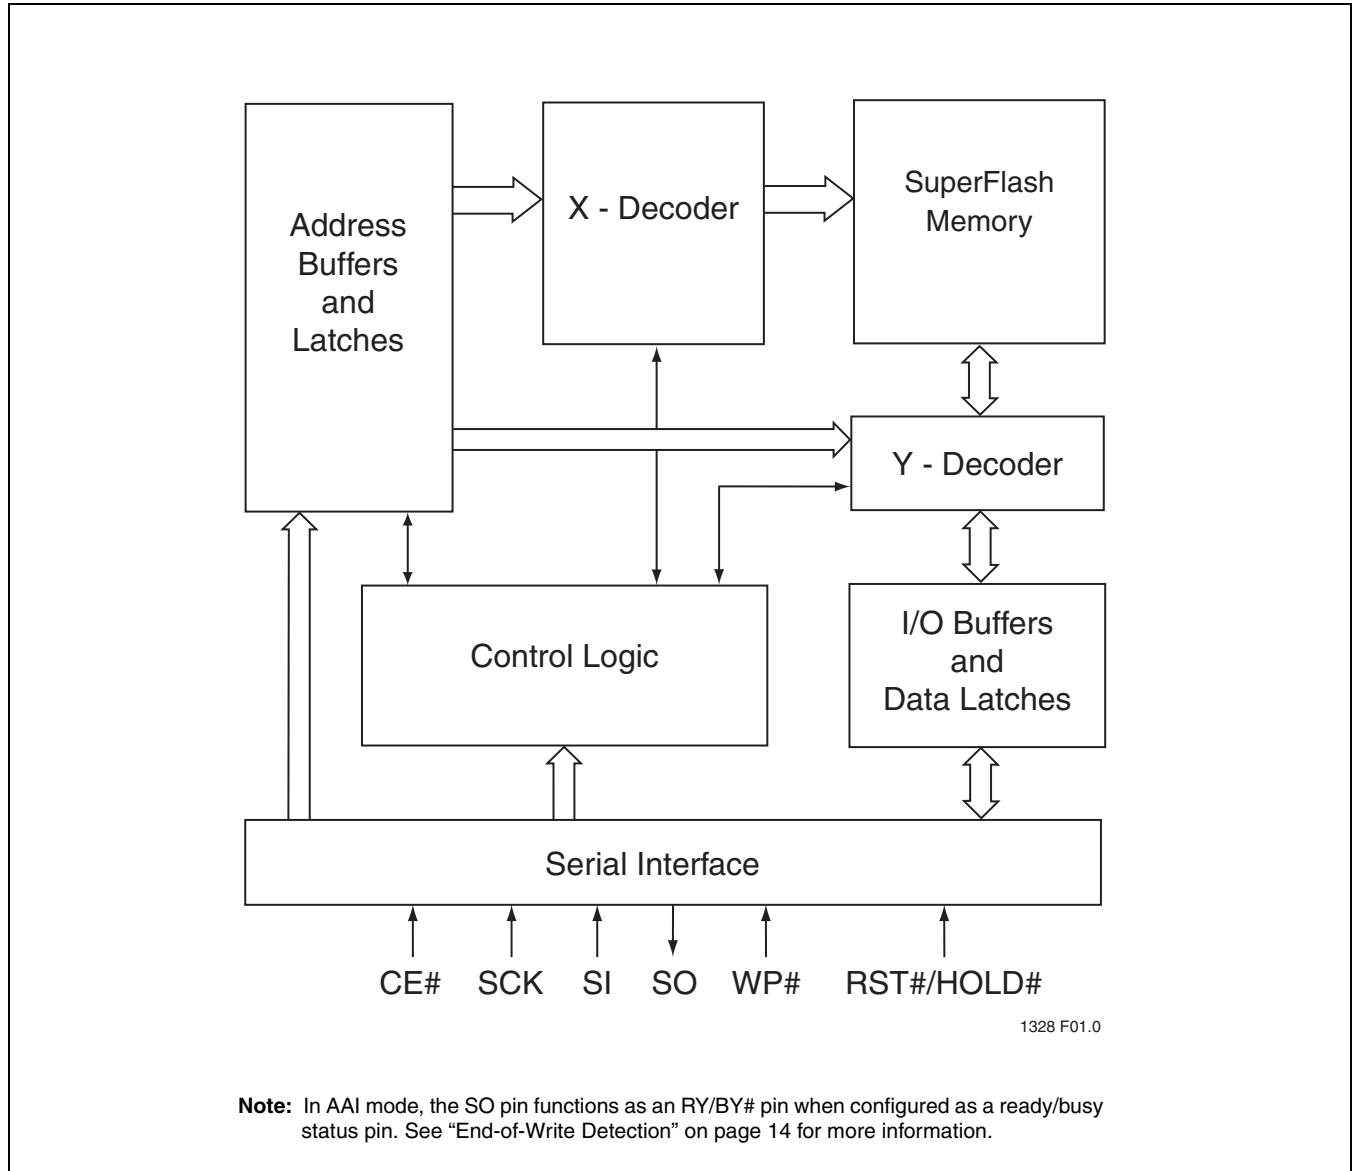 Address
Buffers
and
Latches
X - Decoder
SuperFlash
Memory
Y - Decoder
Control Logic
I/O Buffers
and
Data Latches
Serial Interface
CE# SCK SI SO WP# RST#/HOLD#
1328 F01.0
Note: In AAI mode, the SO pin functions as an RY/BY# pin when configured as a ready/busy
status pin. See “End-of-Write Detection” on page 14 for more information.